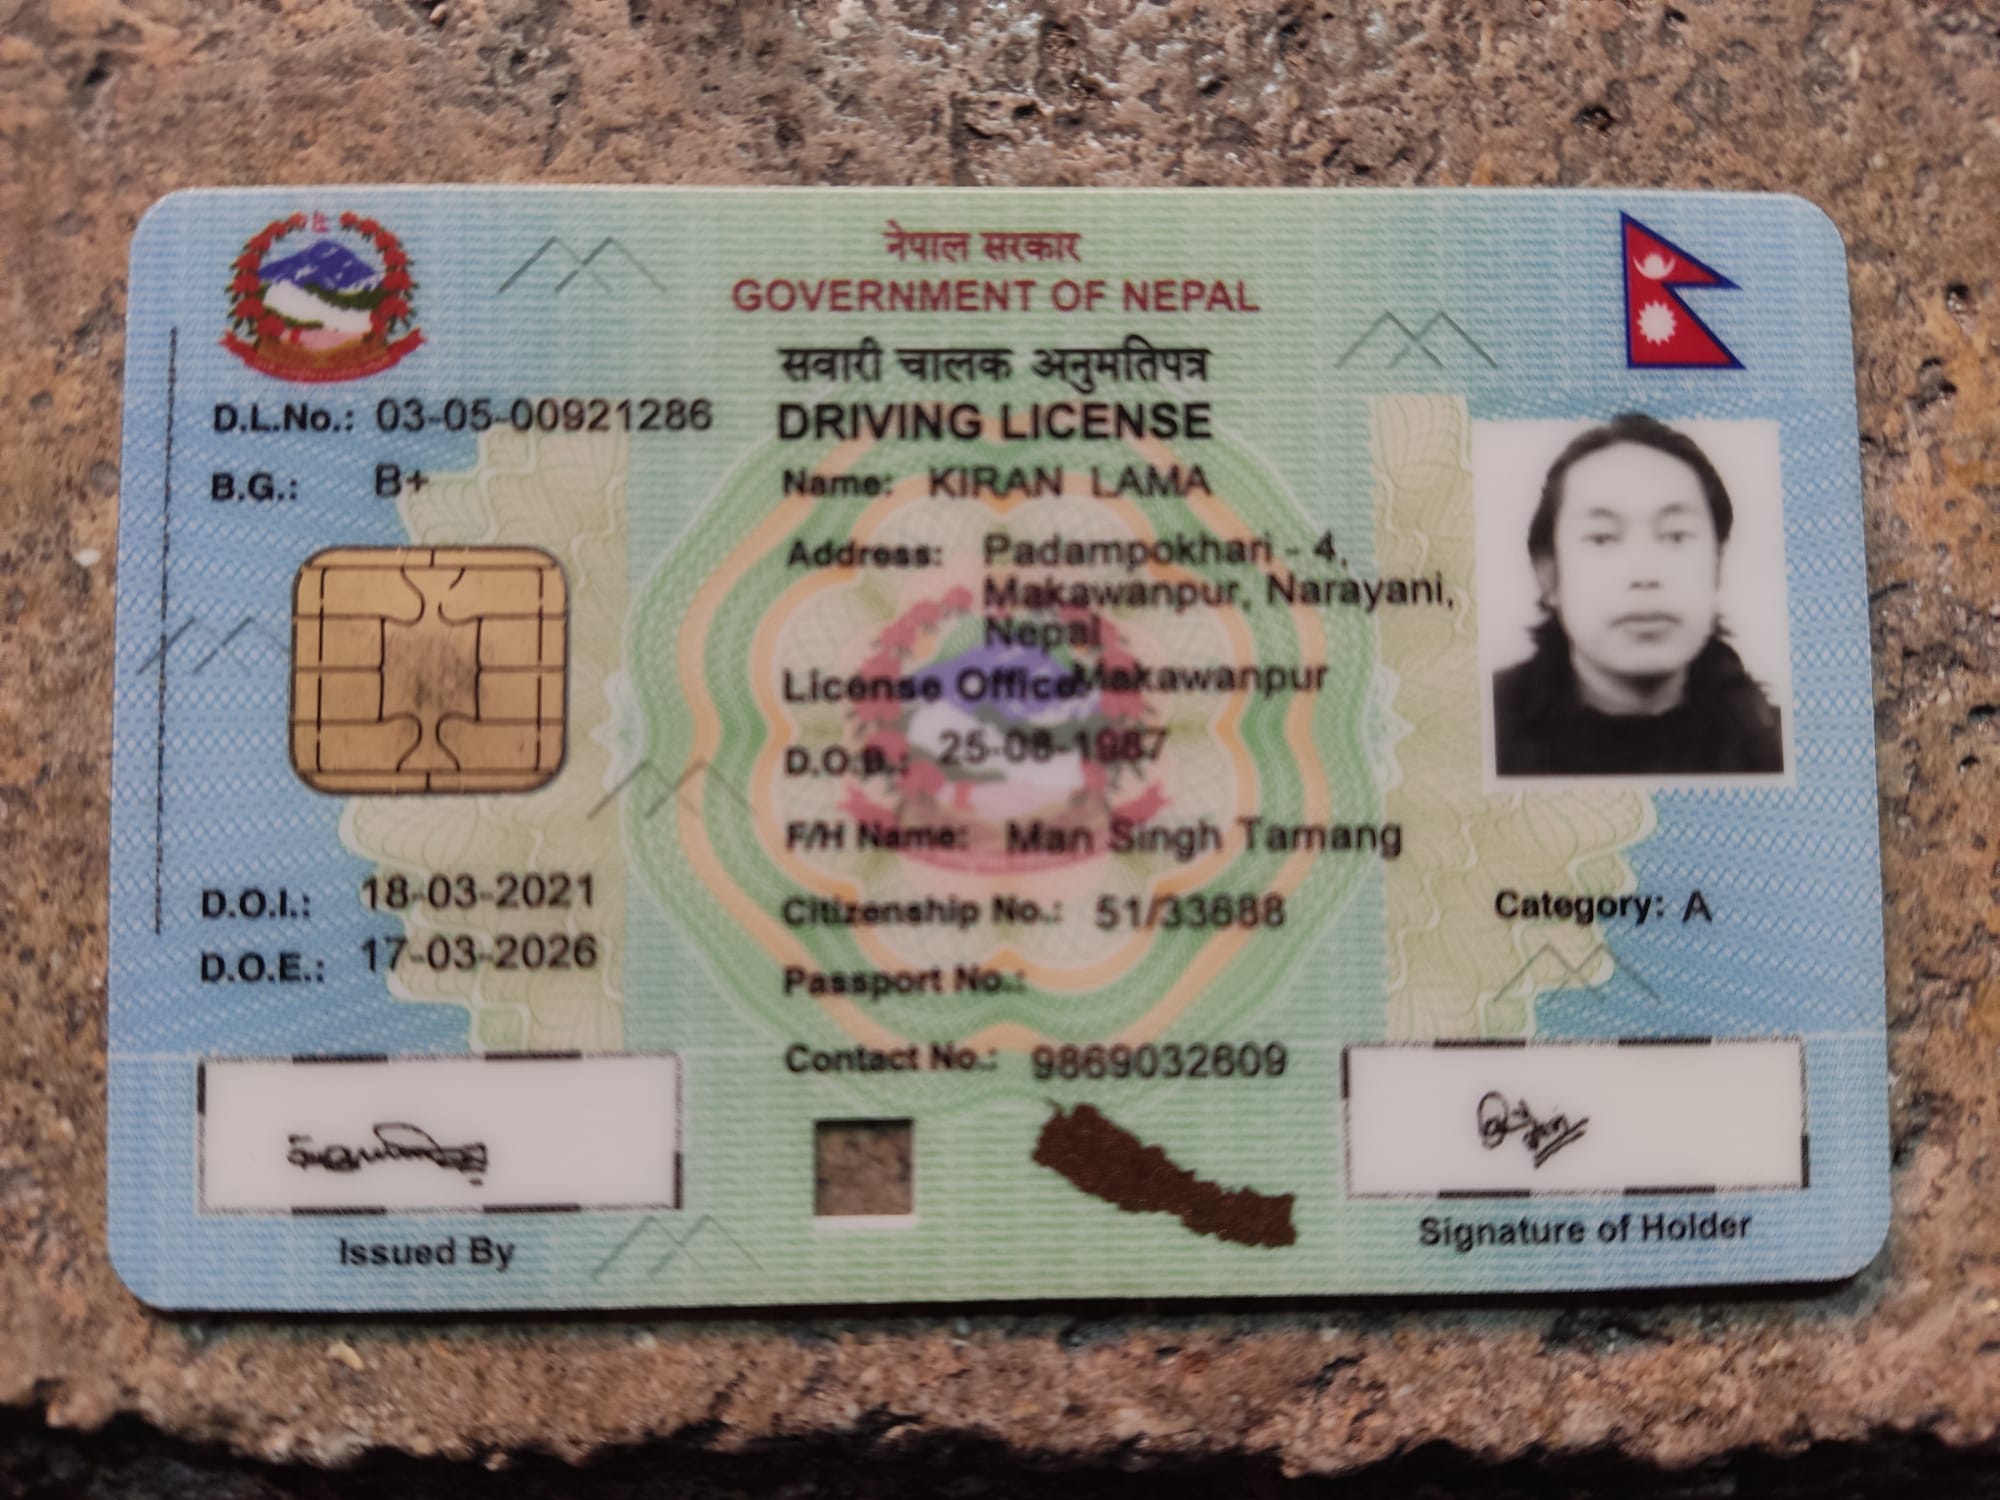 नेपाल सरकार
GOVERNMENT OF NEPAL
सवारी चालक अनुमतिपत्र
DRIVING LICENSE
D.L.No.: 03-05-00921286
B.G.: B+
Name: KIRAN LAMA
Address: Padampokhari - 4,
Makawanpur, Narayani,
Nepal
License Office Makawanpur
D.O.B.: 25-08-1987
F/H Name: Man Singh Tamang
Citizenship No.: 51/33688
Passport No.:
Contact No.: 9869032609
D.O.I.: 18-03-2021
D.O.E.: 17-03-2026
Category: A
Issued By
Signature of Holder